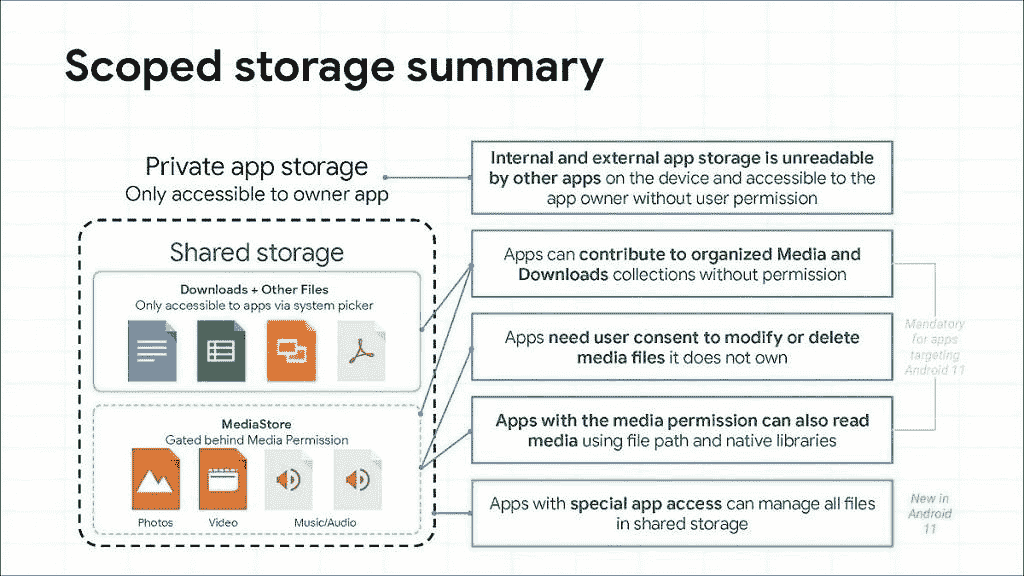 Scoped storage summary
Private app storage
Only accessible to owner app
Shared storage
Downloads + Other Files
Only accessible to apps via system picker
MediaStore
Gated behind Media Permission
Photos
Video
Music/Audio
Internal and external app storage is unreadable
by other apps on the device and accessible to the
app owner without user permission
Apps can contribute to organized Media and
Downloads collections without permission
Apps need user consent to modify or delete
media files it does not own
Apps with the media permission can also read
media using file path and native libraries
Apps with special app access can manage all files
in shared storage
Mandatory
for apps
targeting
Android 11
New in
Android
11